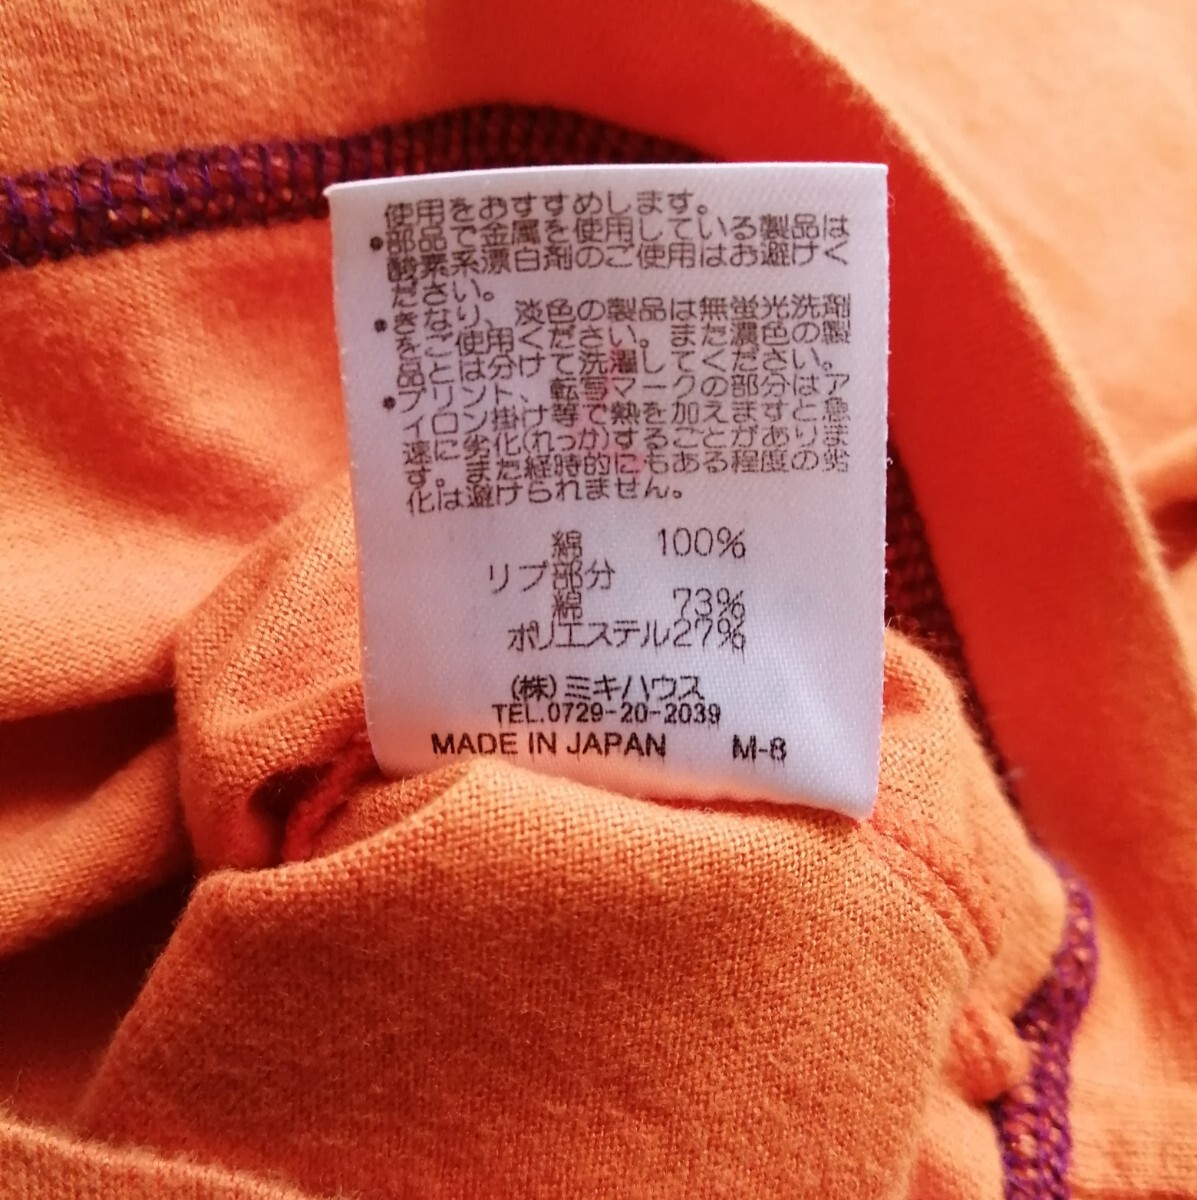 使用をおすすめします。
●部品で金属を使用している製品は
酸素系漂白剤のご使用はお避けく
ださい。
●きなり、淡色の製品は無蛍光洗剤
をご使用ください。また濃色の製
品とは分けて洗濯してください。
●プリント、転写マークの部分はア
イロン掛け等で熱を加えますと急
速に劣化(れっか)することがありま
す。また経時的にもある程度の劣
化は避けられません。
綿 100%
リブ部分
綿 73%
ポリエステル27%
(株)ミキハウス
TEL.0729-20-2039
MADE IN JAPAN M-8